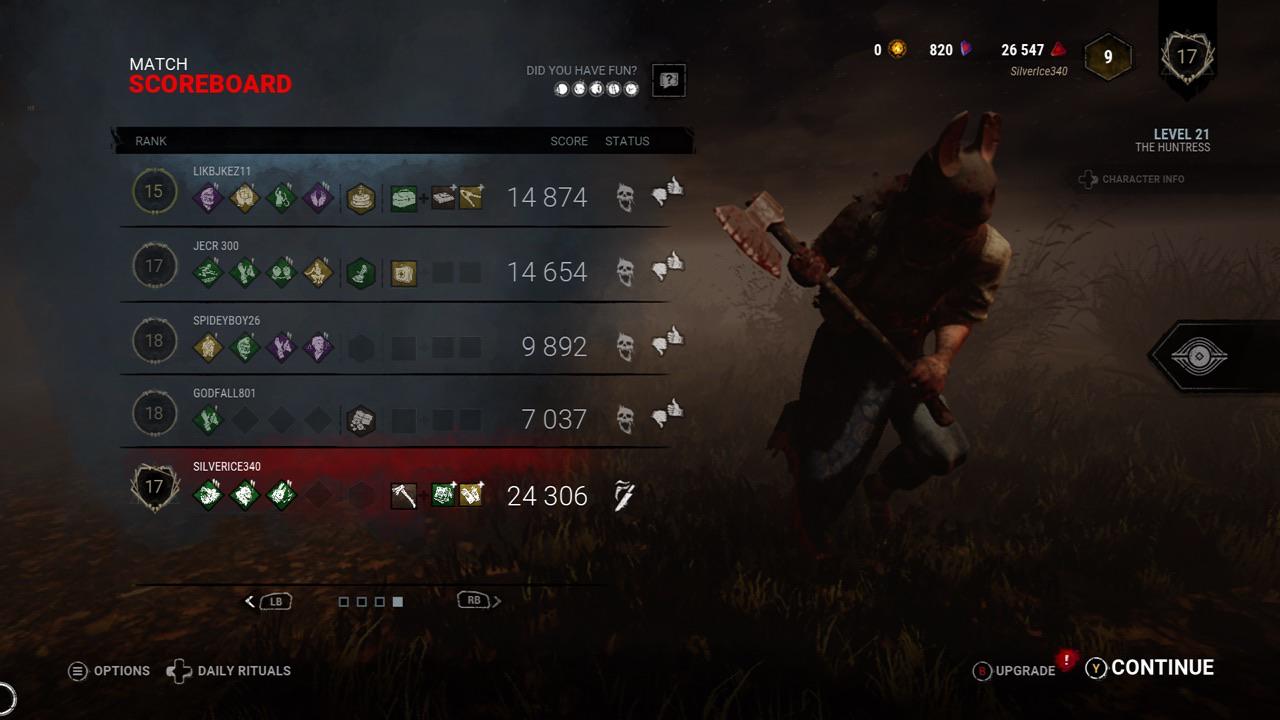 MATCH
SCOREBOARD
DID YOU HAVE FUN?
0
820
26 547
SilverIce340
9
17
LEVEL 21
THE HUNTRESS
CHARACTER INFO
RANK SCORE STATUS
LIKBJKEZ11
15 14 874
JECR 300
17 14 654
SPIDEYBOY26
18 9 892
GODFALL801
18 7 037
SILVERICE340
17 24 306
LB RB
OPTIONS DAILY RITUALS
B UPGRADE ! Y CONTINUE